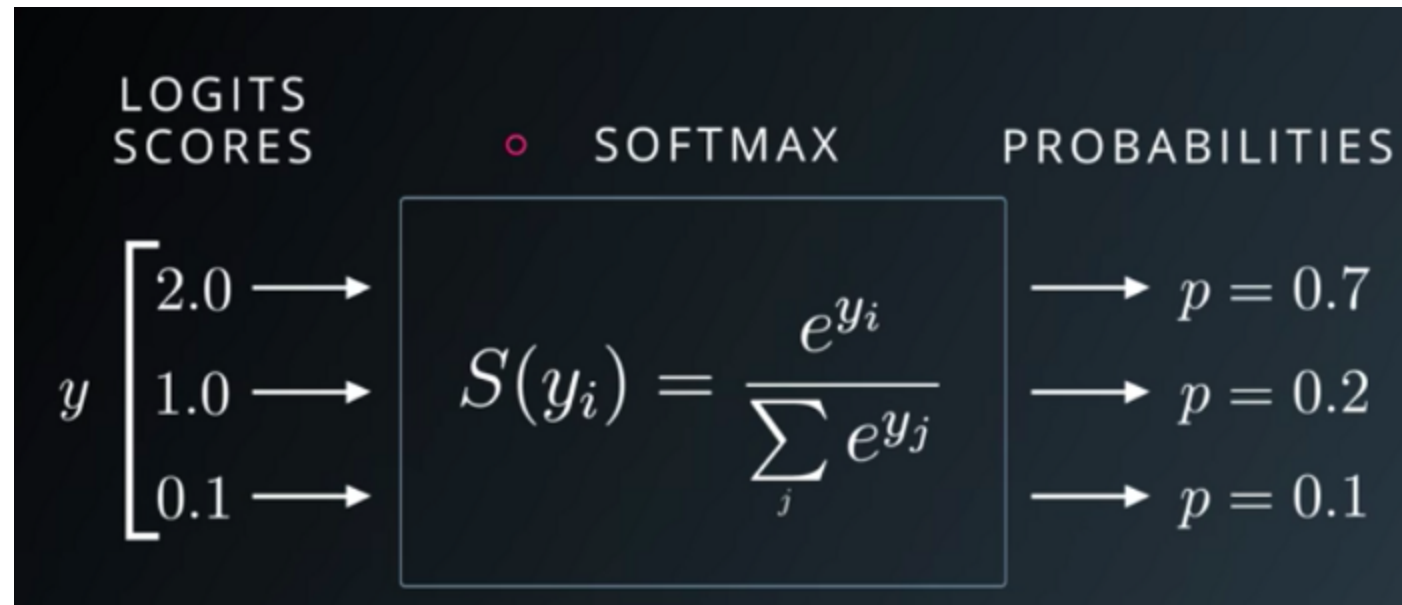 LOGITS
SCORES
SOFTMAX
PROBABILITIES
y
2.0
1.0
0.1
S(y_i) = e^{y_i} / \sum_j e^{y_j}
p = 0.7
p = 0.2
p = 0.1